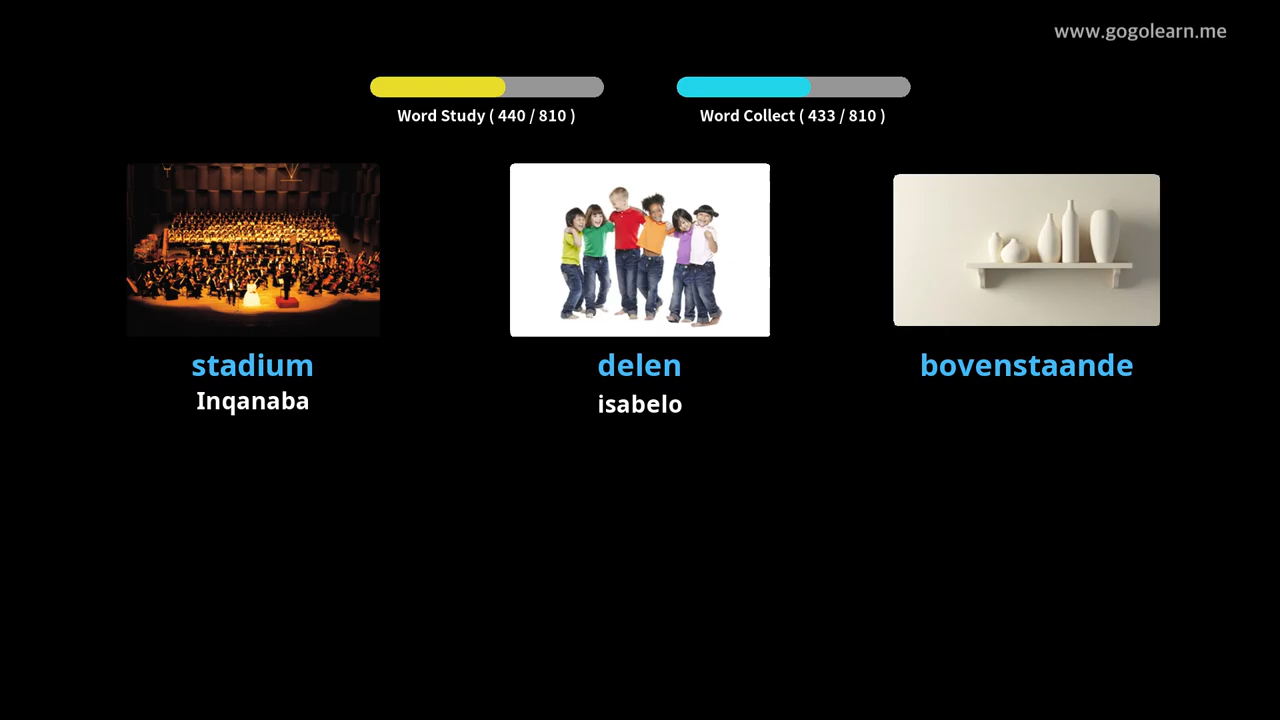 www.gogolearn.me
Word Study ( 440 / 810 )
Word Collect ( 433 / 810 )
stadium
Inqanaba
delen
isabelo
bovenstaande